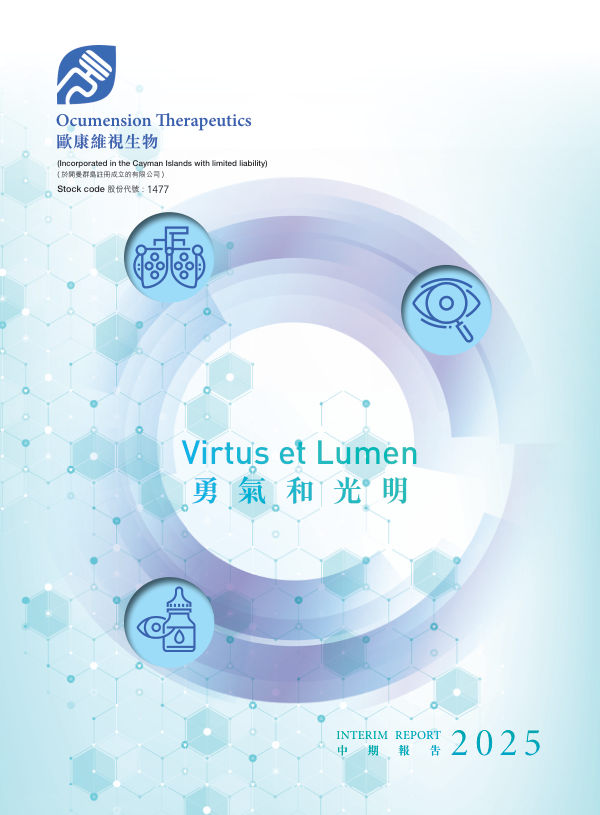 Ocumension Therapeutics
歐康維視生物
(Incorporated in the Cayman Islands with limited liability)
(於開曼群島註冊成立的有限公司)
Stock code 股份代號：1477
Virtus et Lumen
勇氣和光明
INTERIM REPORT 2025
中期報告